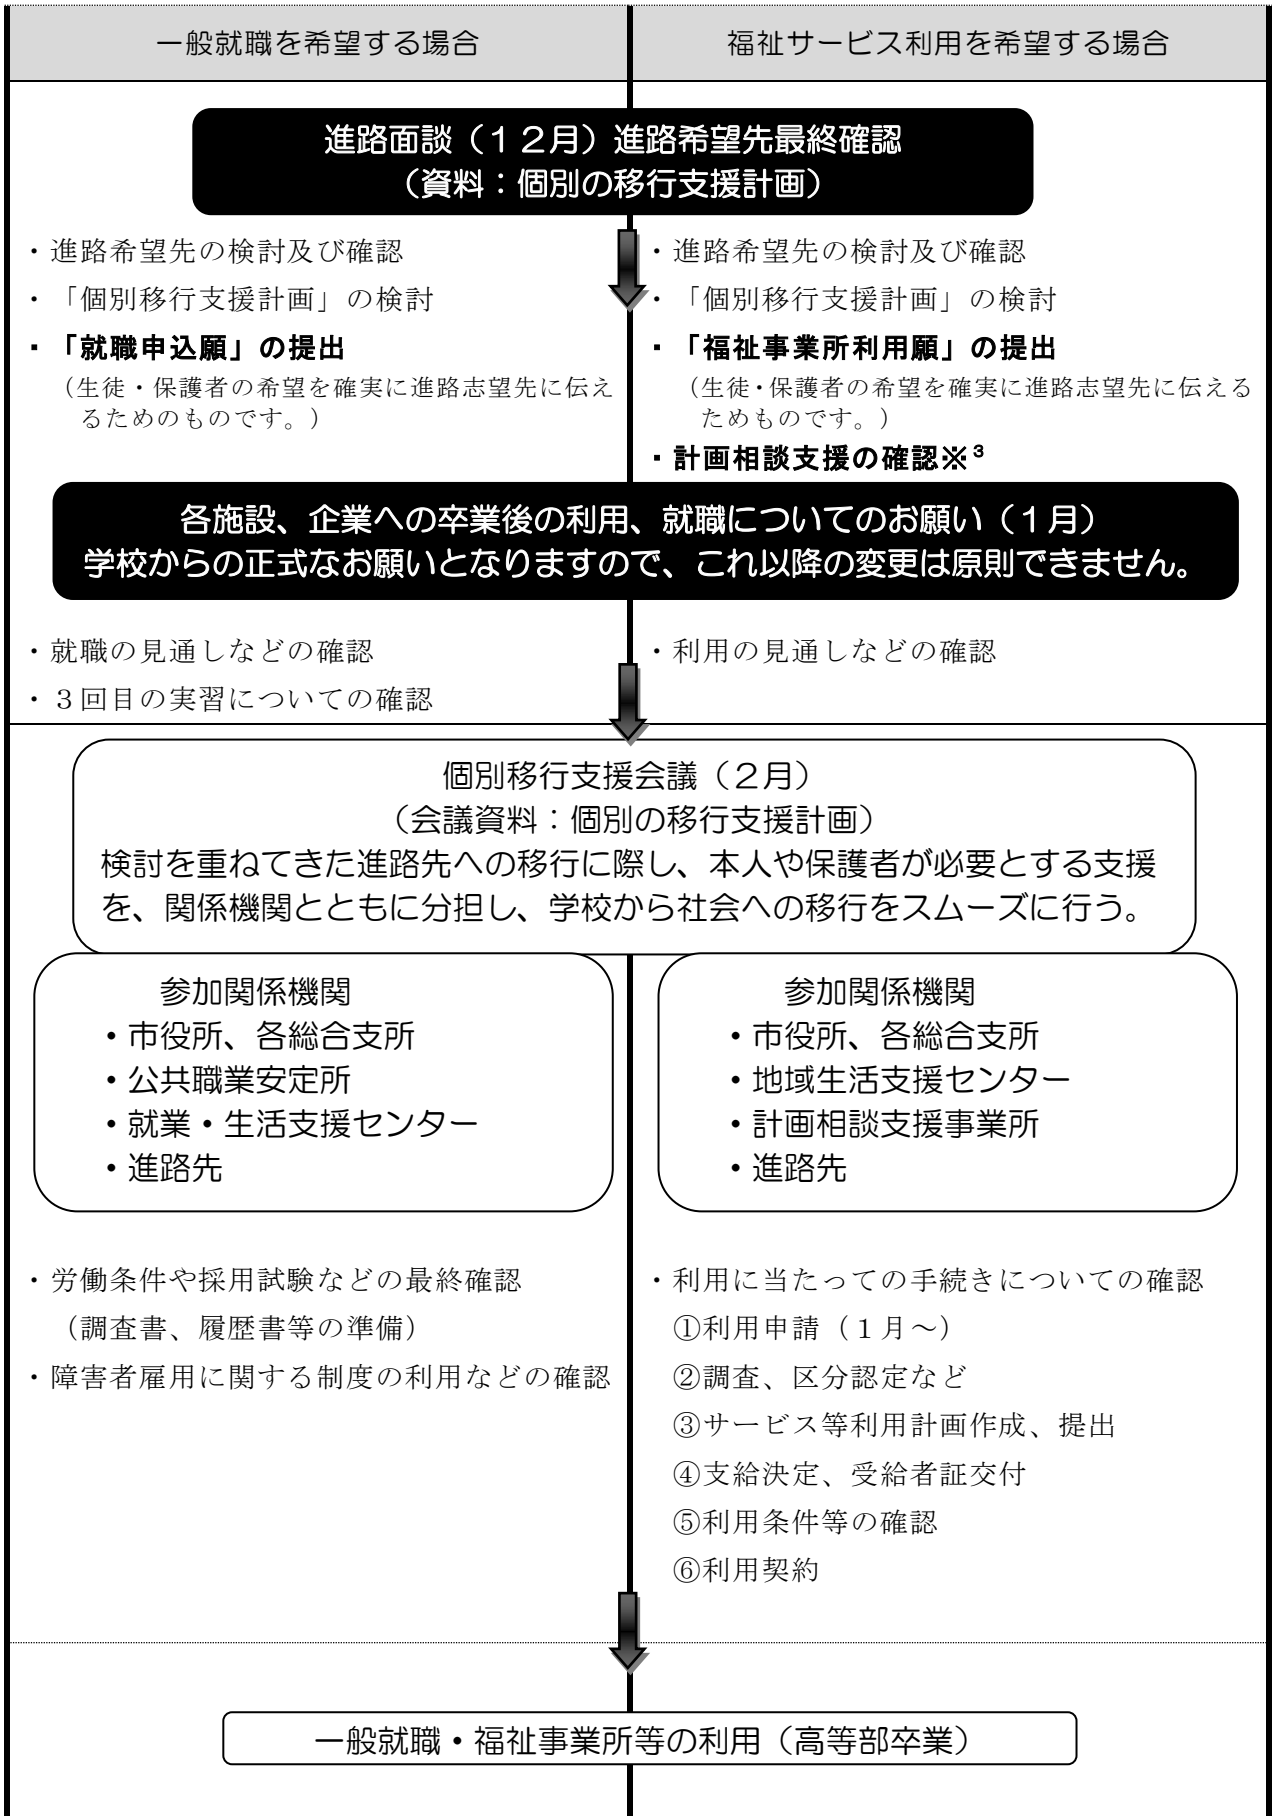 一般就職を希望する場合
福祉サービス利用を希望する場合
進路面談（１２月）進路希望先最終確認
（資料：個別の移行支援計画）
・進路希望先の検討及び確認
・「個別移行支援計画」の検討
・「就職申込願」の提出
（生徒・保護者の希望を確実に進路志望先に伝え
るためのものです。）
・進路希望先の検討及び確認
・「個別移行支援計画」の検討
・「福祉事業所利用願」の提出
（生徒・保護者の希望を確実に進路志望先に伝える
ためものです。）
・計画相談支援の確認※³
各施設、企業への卒業後の利用、就職についてのお願い（１月）
学校からの正式なお願いとなりますので、これ以降の変更は原則できません。
・就職の見通しなどの確認
・３回目の実習についての確認
・利用の見通しなどの確認
個別移行支援会議（２月）
（会議資料：個別の移行支援計画）
検討を重ねてきた進路先への移行に際し、本人や保護者が必要とする支援
を、関係機関とともに分担し、学校から社会への移行をスムーズに行う。
参加関係機関
・市役所、各総合支所
・公共職業安定所
・就業・生活支援センター
・進路先
参加関係機関
・市役所、各総合支所
・地域生活支援センター
・計画相談支援事業所
・進路先
・労働条件や採用試験などの最終確認
（調査書、履歴書等の準備）
・障害者雇用に関する制度の利用などの確認
・利用に当たっての手続きについての確認
①利用申請（１月～）
②調査、区分認定など
③サービス等利用計画作成、提出
④支給決定、受給者証交付
⑤利用条件等の確認
⑥利用契約
一般就職・福祉事業所等の利用（高等部卒業）